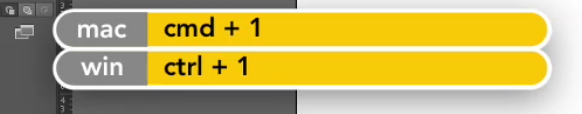 mac cmd + 1
win ctrl + 1